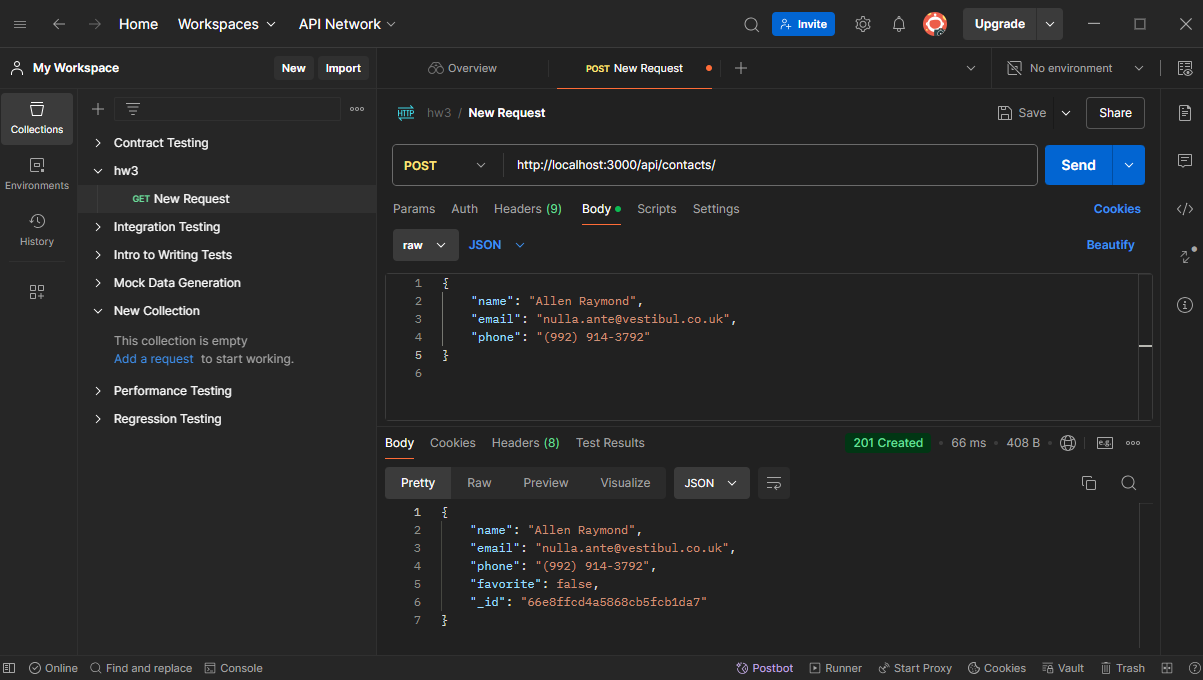 Home Workspaces API Network Invite Upgrade
My Workspace New Import Overview POST New Request No environment
Collections
Environments
History
Contract Testing
hw3
GET New Request
Integration Testing
Intro to Writing Tests
Mock Data Generation
New Collection
This collection is empty
Add a request to start working.
Performance Testing
Regression Testing
HTTP hw3 / New Request Save Share
POST http://localhost:3000/api/contacts/ Send
Params Auth Headers (9) Body Scripts Settings Cookies
raw JSON Beautify
1 {
2 "name": "Allen Raymond",
3 "email": "nulla.ante@vestibul.co.uk",
4 "phone": "(992) 914-3792"
5 }
6
Body Cookies Headers (8) Test Results 201 Created • 66 ms • 408 B • e.g.
Pretty Raw Preview Visualize JSON
1 {
2 "name": "Allen Raymond",
3 "email": "nulla.ante@vestibul.co.uk",
4 "phone": "(992) 914-3792",
5 "favorite": false,
6 "_id": "66e8ffcd4a5868cb5fcb1da7"
7 }
Online Find and replace Console Postbot Runner Start Proxy Cookies Vault Trash